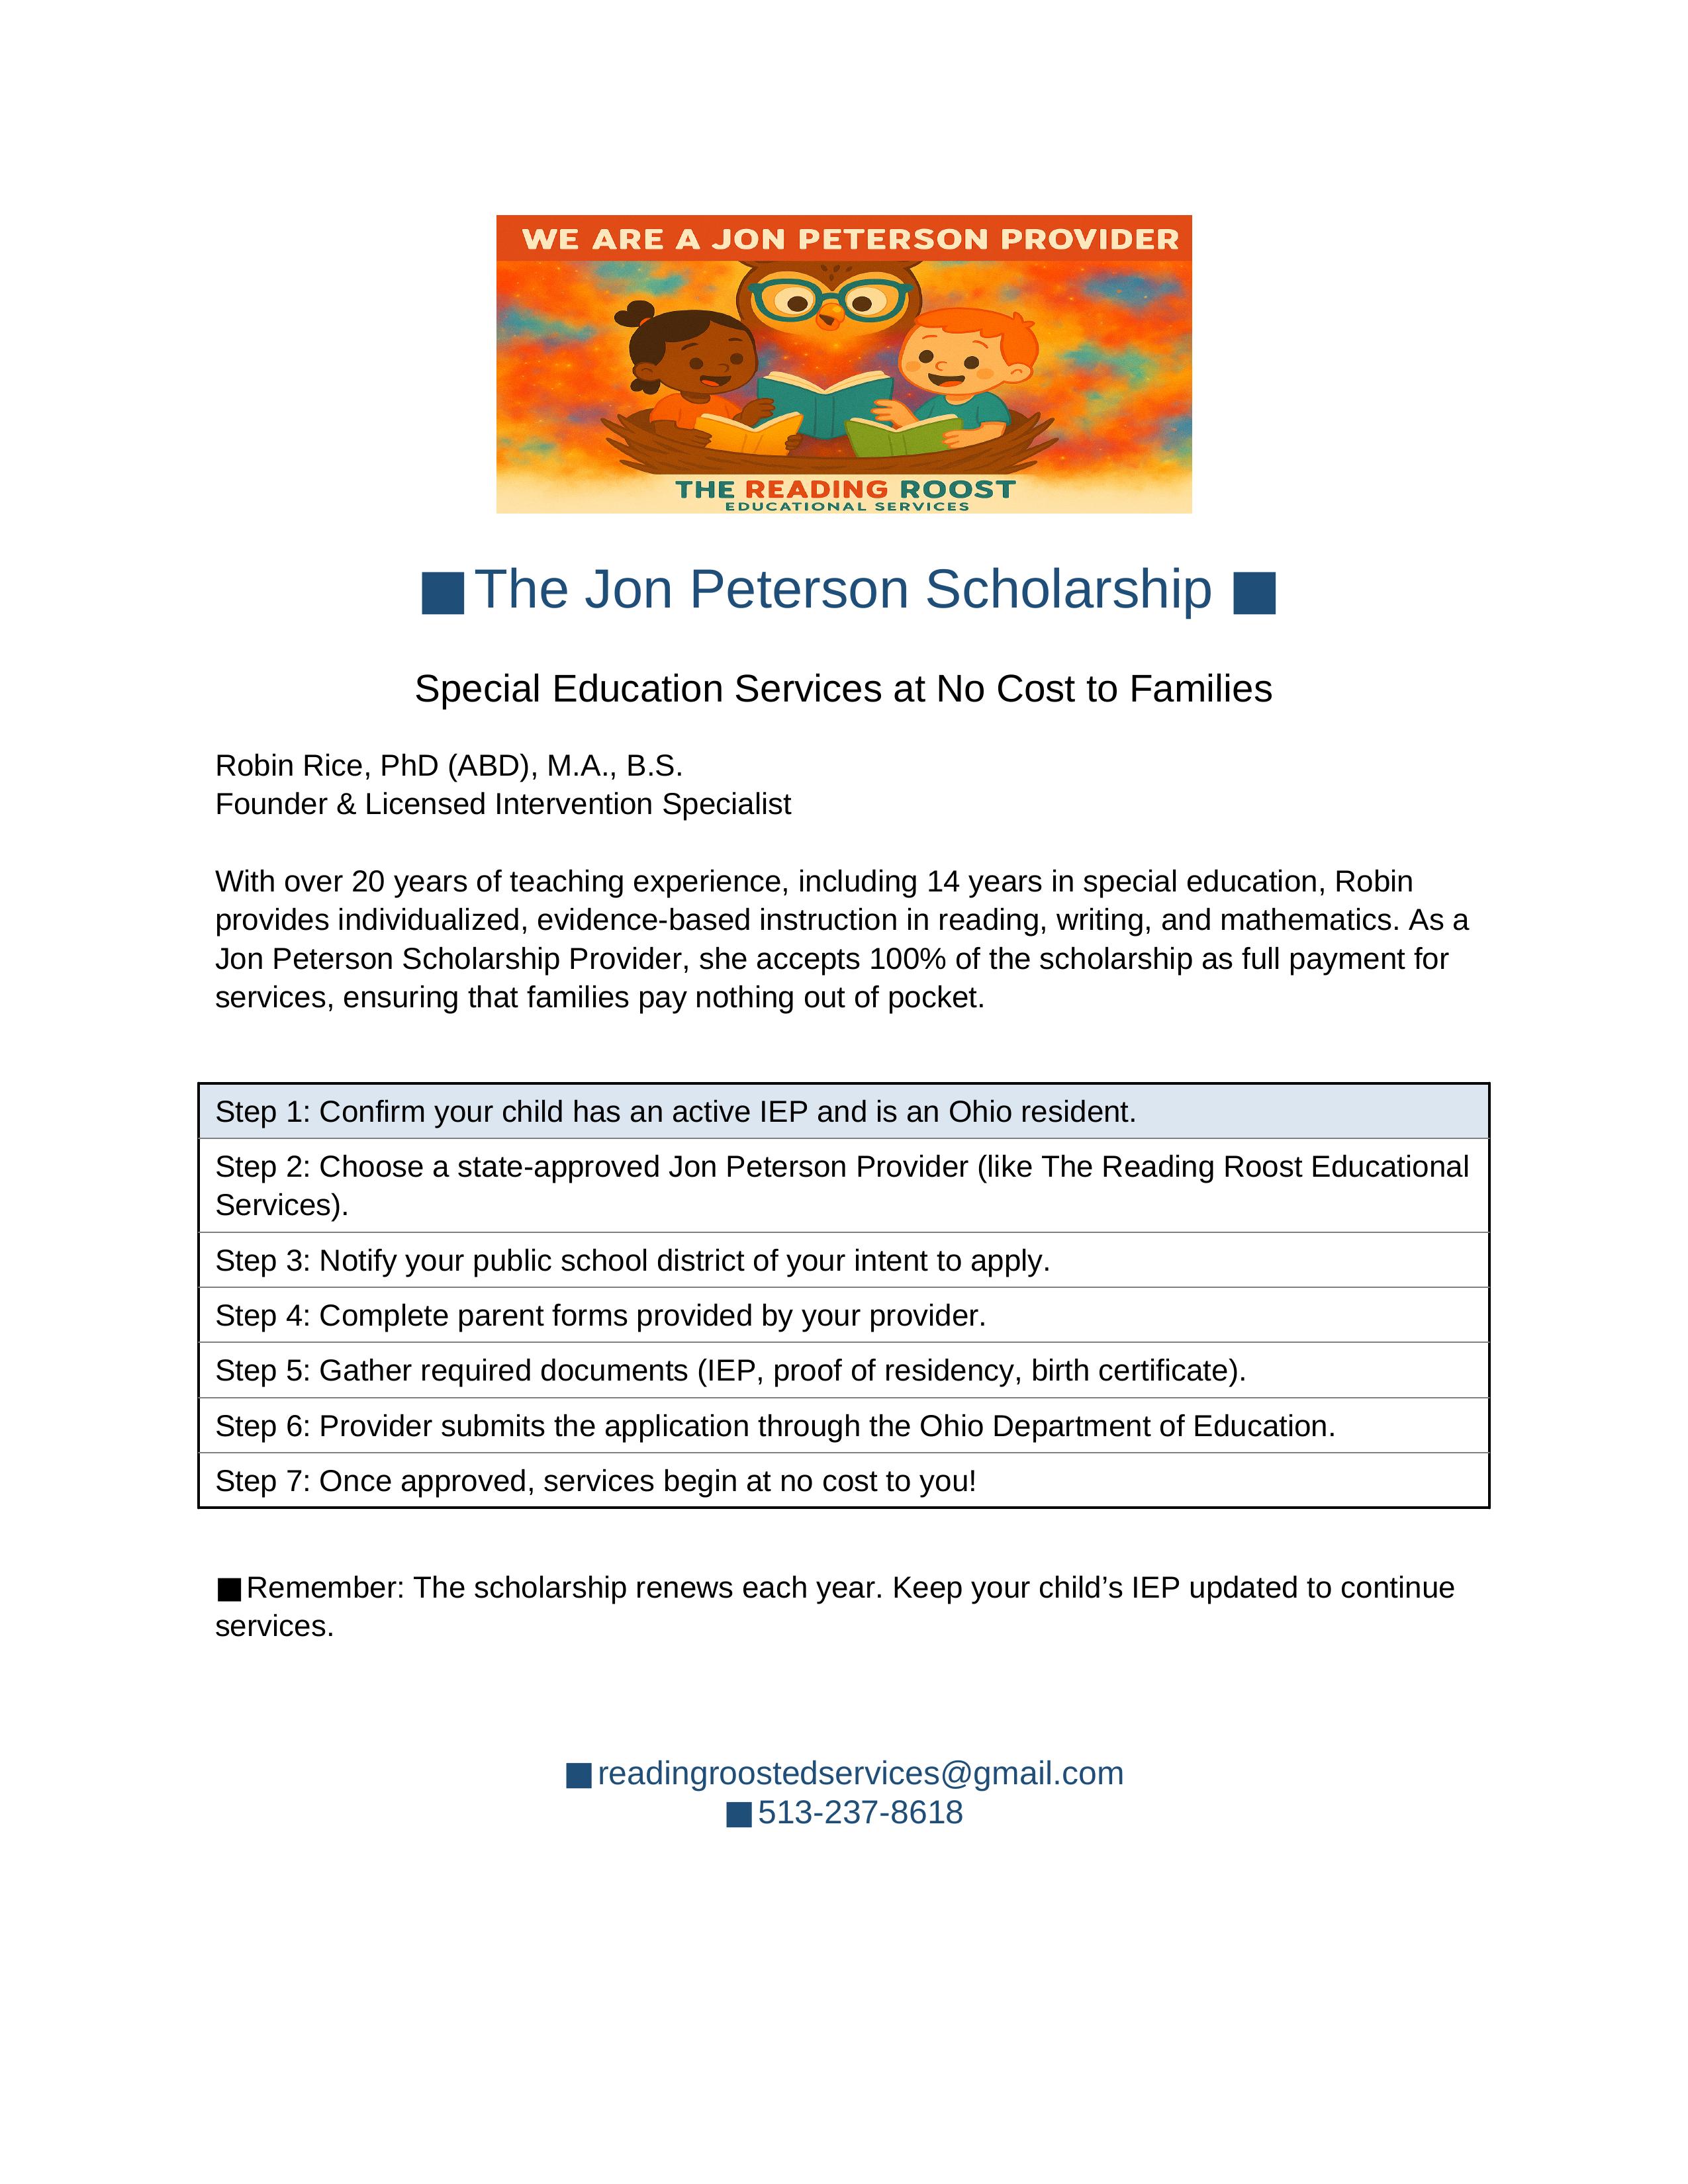 WE ARE A JON PETERSON PROVIDER
THE READING ROOST
EDUCATIONAL SERVICES
■ The Jon Peterson Scholarship ■
Special Education Services at No Cost to Families
Robin Rice, PhD (ABD), M.A., B.S.
Founder & Licensed Intervention Specialist
With over 20 years of teaching experience, including 14 years in special education, Robin
provides individualized, evidence-based instruction in reading, writing, and mathematics. As a
Jon Peterson Scholarship Provider, she accepts 100% of the scholarship as full payment for
services, ensuring that families pay nothing out of pocket.
Step 1: Confirm your child has an active IEP and is an Ohio resident.
Step 2: Choose a state-approved Jon Peterson Provider (like The Reading Roost Educational
Services).
Step 3: Notify your public school district of your intent to apply.
Step 4: Complete parent forms provided by your provider.
Step 5: Gather required documents (IEP, proof of residency, birth certificate).
Step 6: Provider submits the application through the Ohio Department of Education.
Step 7: Once approved, services begin at no cost to you!
■ Remember: The scholarship renews each year. Keep your child’s IEP updated to continue
services.
■ readingroostedservices@gmail.com
■ 513-237-8618